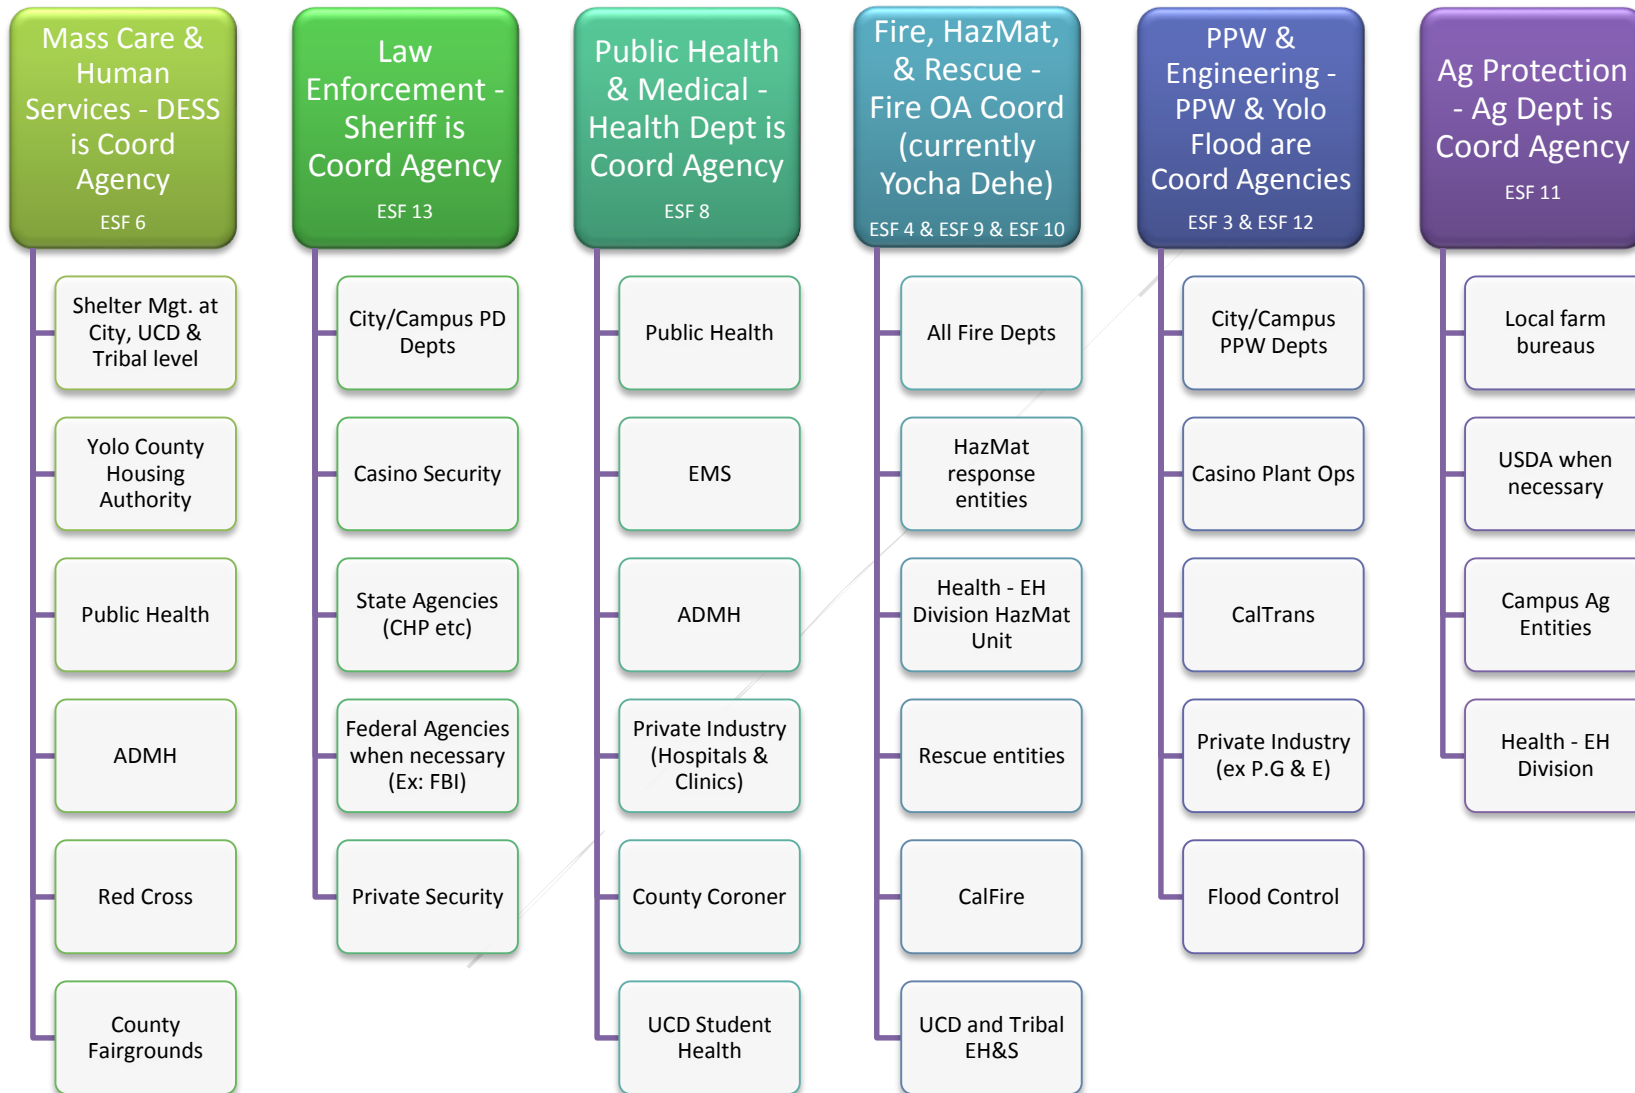 Mass Care &
Human
Services - DESS
is Coord
Agency
ESF 6
Shelter Mgt. at
City, UCD &
Tribal level
Yolo County
Housing
Authority
Public Health
ADMH
Red Cross
County
Fairgrounds
Law
Enforcement -
Sheriff is
Coord Agency
ESF 13
City/Campus PD
Depts
Casino Security
State Agencies
(CHP etc)
Federal Agencies
when necessary
(Ex: FBI)
Private Security
Public Health
& Medical -
Health Dept is
Coord Agency
ESF 8
Public Health
EMS
ADMH
Private Industry
(Hospitals &
Clinics)
County Coroner
UCD Student
Health
Fire, HazMat,
& Rescue -
Fire OA Coord
(currently
Yocha Dehe)
ESF 4 & ESF 9 & ESF 10
All Fire Depts
HazMat
response
entities
Health - EH
Division HazMat
Unit
Rescue entities
CalFire
UCD and Tribal
EH&S
PPW &
Engineering -
PPW & Yolo
Flood are
Coord Agencies
ESF 3 & ESF 12
City/Campus
PPW Depts
Casino Plant Ops
CalTrans
Private Industry
(ex P.G & E)
Flood Control
Ag Protection
- Ag Dept is
Coord Agency
ESF 11
Local farm
bureaus
USDA when
necessary
Campus Ag
Entities
Health - EH
Division